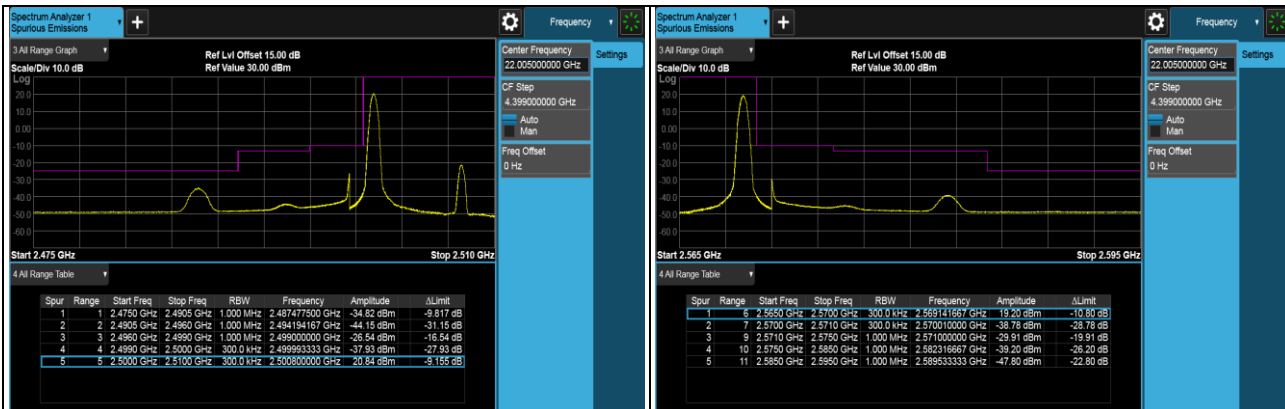 Spectrum Analyzer 1
Spurious Emissions
Frequency
3 All Range Graph
Scale/Div 10.0 dB
Ref Lvl Offset 15.00 dB
Ref Value 30.00 dBm
Log
20.0
10.0
0.00
-10.0
-20.0
-30.0
-40.0
-50.0
-60.0
Start 2.475 GHz
Stop 2.510 GHz
Center Frequency
22.005000000 GHz
Settings
CF Step
4.399000000 GHz
Auto
Man
Freq Offset
0 Hz
4 All Range Table
Spur Range Start Freq Stop Freq RBW Frequency Amplitude ΔLimit
1 1 2.4750 GHz 2.4905 GHz 1.000 MHz 2.487477500 GHz -34.82 dBm -9.817 dB
2 2 2.4905 GHz 2.4960 GHz 1.000 MHz 2.494194167 GHz -44.15 dBm -31.15 dB
3 3 2.4960 GHz 2.4990 GHz 1.000 MHz 2.499000000 GHz -26.54 dBm -16.54 dB
4 4 2.4990 GHz 2.5000 GHz 300.0 kHz 2.499993333 GHz -37.93 dBm -27.93 dB
5 5 2.5000 GHz 2.5100 GHz 300.0 kHz 2.500800000 GHz 20.84 dBm -9.155 dB
Spectrum Analyzer 1
Spurious Emissions
Frequency
3 All Range Graph
Scale/Div 10.0 dB
Ref Lvl Offset 15.00 dB
Ref Value 30.00 dBm
Log
20.0
10.0
0.00
-10.0
-20.0
-30.0
-40.0
-50.0
-60.0
Start 2.565 GHz
Stop 2.595 GHz
Center Frequency
22.005000000 GHz
Settings
CF Step
4.399000000 GHz
Auto
Man
Freq Offset
0 Hz
4 All Range Table
Spur Range Start Freq Stop Freq RBW Frequency Amplitude ΔLimit
1 6 2.5650 GHz 2.5700 GHz 300.0 kHz 2.569141667 GHz 19.20 dBm -10.80 dB
2 7 2.5700 GHz 2.5710 GHz 300.0 kHz 2.570010000 GHz -38.78 dBm -28.78 dB
3 9 2.5710 GHz 2.5750 GHz 1.000 MHz 2.571000000 GHz -29.91 dBm -19.91 dB
4 10 2.5750 GHz 2.5850 GHz 1.000 MHz 2.582316667 GHz -39.20 dBm -26.20 dB
5 11 2.5850 GHz 2.5950 GHz 1.000 MHz 2.589533333 GHz -47.80 dBm -22.80 dB